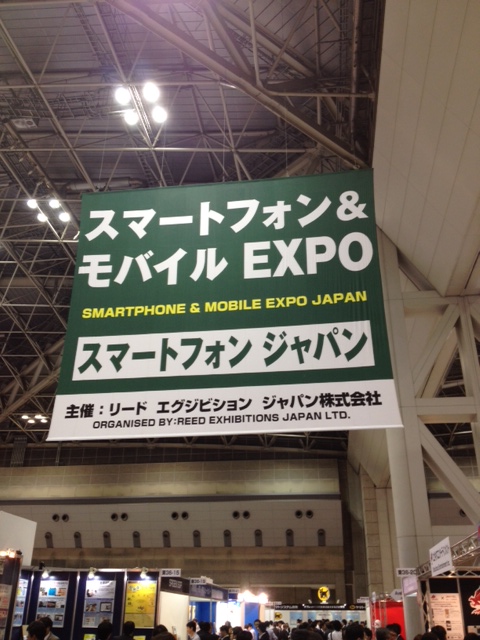 スマートフォン&
モバイル EXPO
SMARTPHONE & MOBILE EXPO JAPAN
スマートフォン ジャパン
主催：リード エグジビション ジャパン株式会社
ORGANISED BY:REED EXHIBITIONS JAPAN LTD.